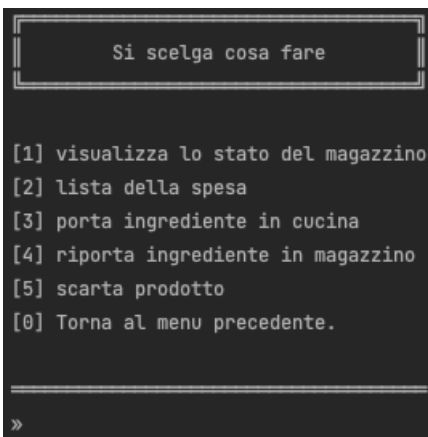 Si scelga cosa fare
[1] visualizza lo stato del magazzino
[2] lista della spesa
[3] porta ingrediente in cucina
[4] riporta ingrediente in magazzino
[5] scarta prodotto
[0] Torna al menu precedente.
»